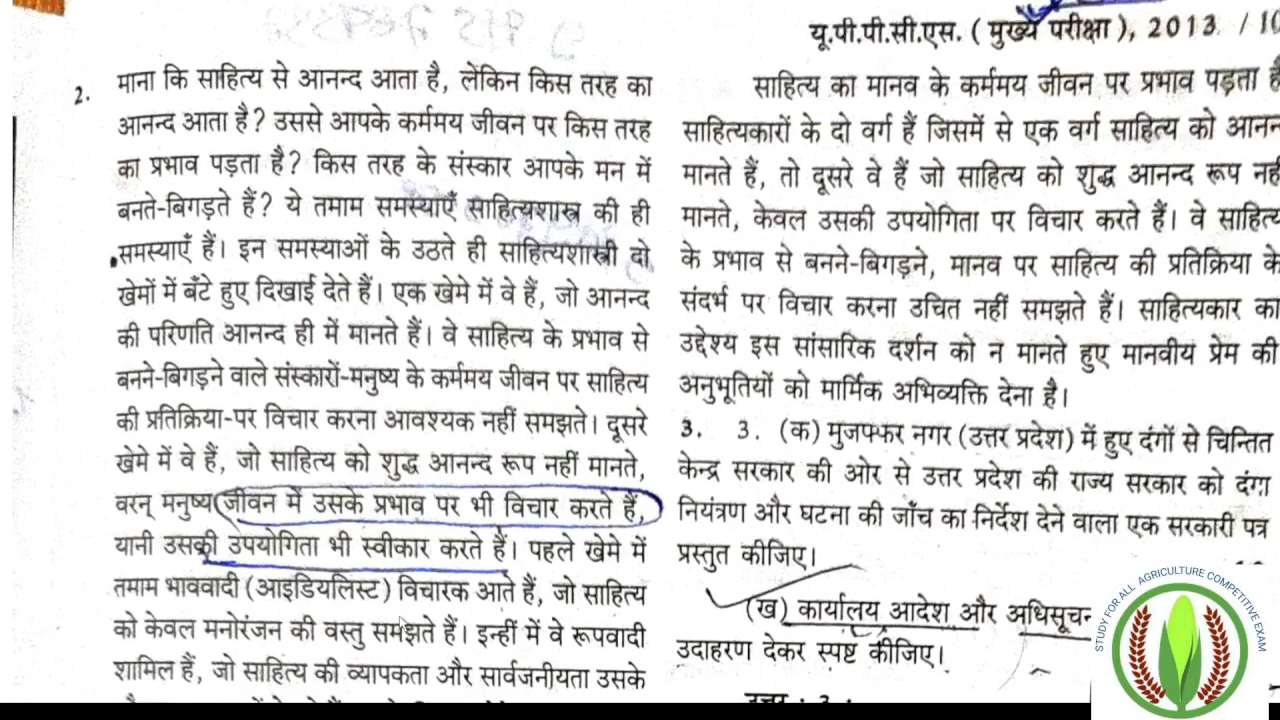 यू.पी.पी.सी.एस. ( मुख्य परीक्षा ), 2013 / 10
2. माना कि साहित्य से आनन्द आता है, लेकिन किस तरह का
आनन्द आता है? उससे आपके कर्ममय जीवन पर किस तरह
का प्रभाव पड़ता है? किस तरह के संस्कार आपके मन में
बनते-बिगड़ते हैं? ये तमाम समस्याएँ साहित्यशास्त्र की ही
समस्याएँ हैं। इन समस्याओं के उठते ही साहित्यशास्त्री दो
खेमों में बँटे हुए दिखाई देते हैं। एक खेमे में वे हैं, जो आनन्द
की परिणति आनन्द ही में मानते हैं। वे साहित्य के प्रभाव से
बनने-बिगड़ने वाले संस्कारों-मनुष्य के कर्ममय जीवन पर साहित्य
की प्रतिक्रिया-पर विचार करना आवश्यक नहीं समझते। दूसरे
खेमे में वे हैं, जो साहित्य को शुद्ध आनन्द रूप नहीं मानते,
वरन् मनुष्य जीवन में उसके प्रभाव पर भी विचार करते हैं,
यानी उसकी उपयोगिता भी स्वीकार करते हैं। पहले खेमे में
तमाम भाववादी (आइडियलिस्ट) विचारक आते हैं, जो साहित्य
को केवल मनोरंजन की वस्तु समझते हैं। इन्हीं में वे रूपवादी
शामिल हैं, जो साहित्य की व्यापकता और सार्वजनीयता उसके
साहित्य का मानव के कर्ममय जीवन पर प्रभाव पड़ता है
साहित्यकारों के दो वर्ग हैं जिसमें से एक वर्ग साहित्य को आनन
मानते हैं, तो दूसरे वे हैं जो साहित्य को शुद्ध आनन्द रूप नहीं
मानते, केवल उसकी उपयोगिता पर विचार करते हैं। वे साहित्य
के प्रभाव से बनने-बिगड़ने, मानव पर साहित्य की प्रतिक्रिया के
संदर्भ पर विचार करना उचित नहीं समझते हैं। साहित्यकार का
उद्देश्य इस सांसारिक दर्शन को न मानते हुए मानवीय प्रेम की
अनुभूतियों को मार्मिक अभिव्यक्ति देना है।
3. 3. (क) मुजफ्फर नगर (उत्तर प्रदेश) में हुए दंगों से चिन्तित
केन्द्र सरकार की ओर से उत्तर प्रदेश की राज्य सरकार को दंगा
नियंत्रण और घटना की जाँच का निर्देश देने वाला एक सरकारी पत्र
प्रस्तुत कीजिए।
(ख) कार्यालय आदेश और अधिसूचन
उदाहरण देकर स्पष्ट कीजिए।
उत्तर : 3 :
STUDY FOR ALL AGRICULTURE COMPETITIVE EXAM